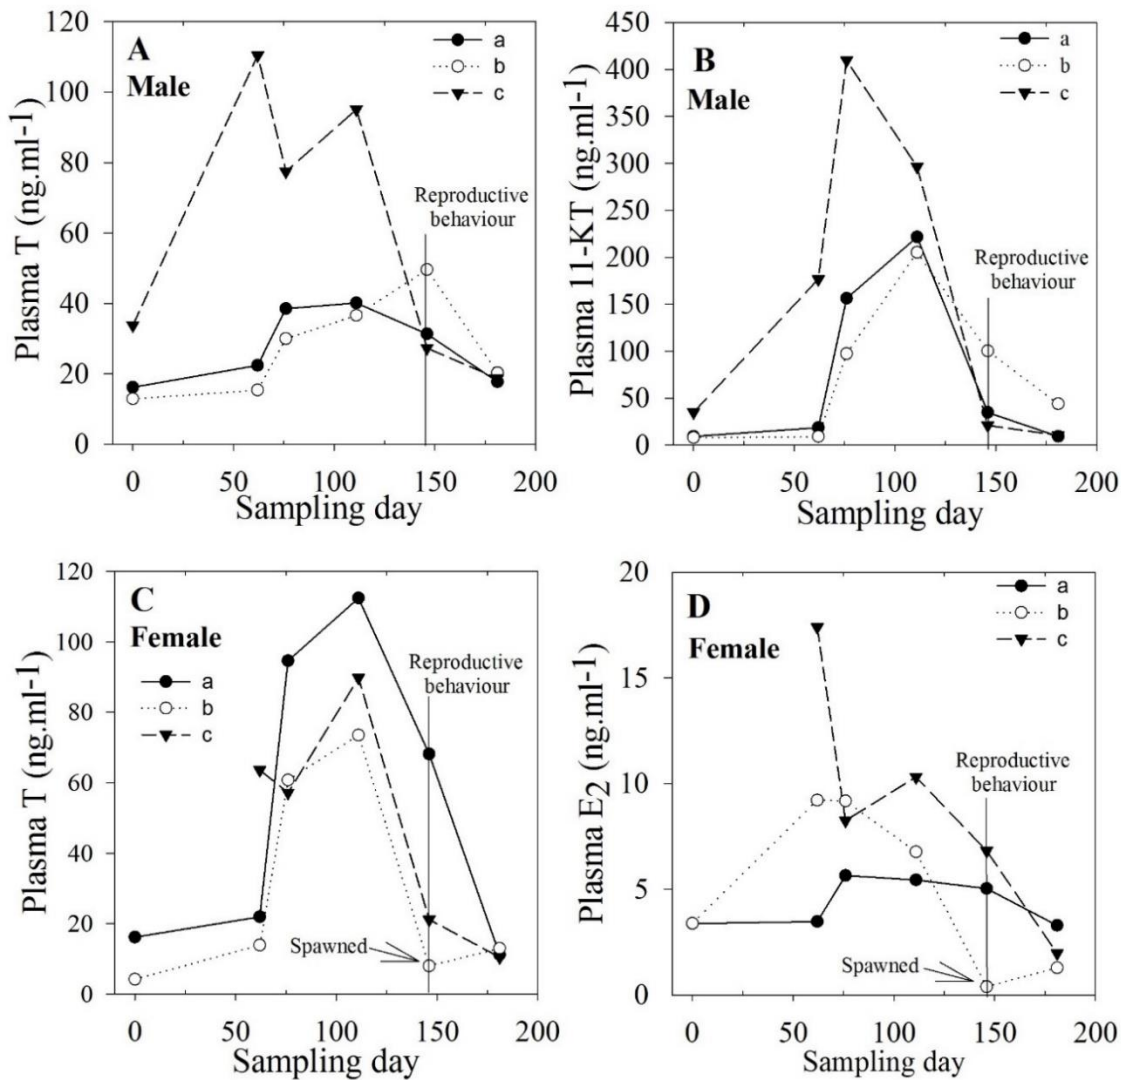 A
Male
a
b
c
Reproductive
behaviour
Plasma T (ng.ml-1)
120
100
80
60
40
20
0
0 50 100 150 200
Sampling day
B
Male
a
b
c
Reproductive
behaviour
Plasma 11-KT (ng.ml-1)
450
400
350
300
250
200
150
100
50
0
0 50 100 150 200
Sampling day
C
Female
a
b
c
Reproductive
behaviour
Spawned
Plasma T (ng.ml-1)
120
100
80
60
40
20
0
0 50 100 150 200
Sampling day
D
Female
a
b
c
Reproductive
behaviour
Spawned
Plasma E2 (ng.ml-1)
20
15
10
5
0
0 50 100 150 200
Sampling day